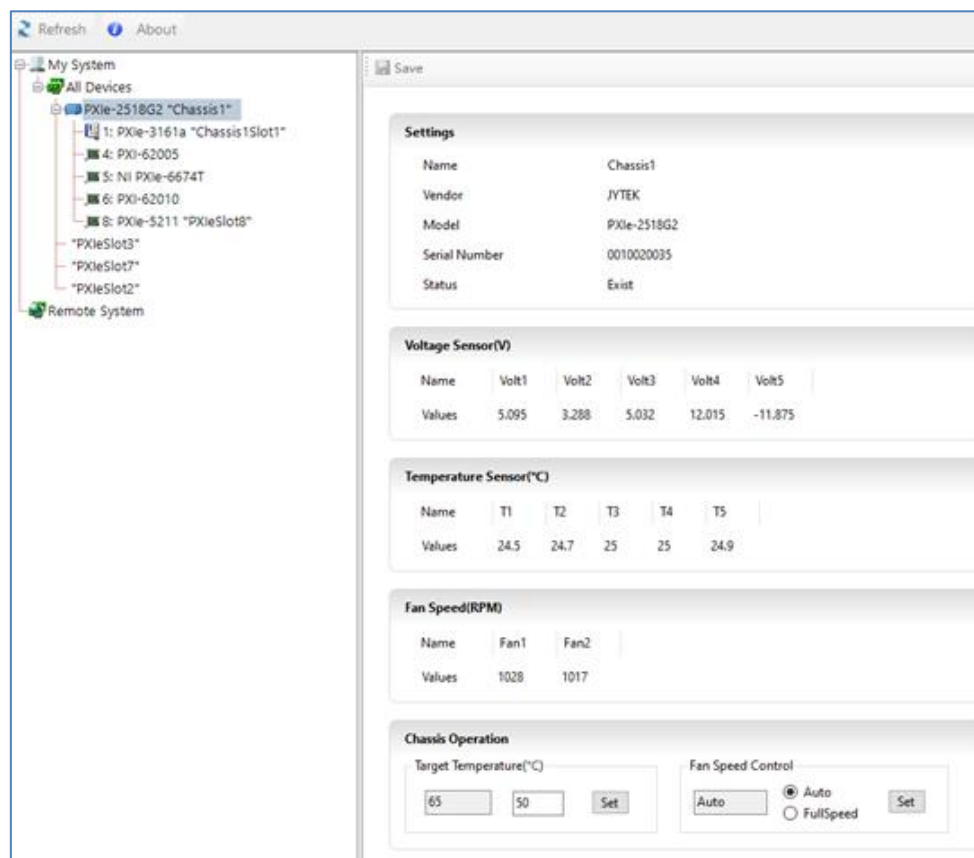 Refresh About
My System
All Devices
PXIe-2518G2 "Chassis1"
1: PXIe-3161a "Chassis1Slot1"
4: PXI-62005
5: NI PXIe-6674T
6: PXI-62010
8: PXIe-5211 "PXIeSlot8"
"PXIeSlot3"
"PXIeSlot7"
"PXIeSlot2"
Remote System
Save
Settings
Name Chassis1
Vendor JYTEK
Model PXIe-2518G2
Serial Number 0010020035
Status Exist
Voltage Sensor(V)
Name Volt1 Volt2 Volt3 Volt4 Volt5
Values 5.095 3.288 5.032 12.015 -11.875
Temperature Sensor(°C)
Name T1 T2 T3 T4 T5
Values 24.5 24.7 25 25 24.9
Fan Speed(RPM)
Name Fan1 Fan2
Values 1028 1017
Chassis Operation
Target Temperature(°C) Fan Speed Control
65 50 Set Auto Auto Set
FullSpeed